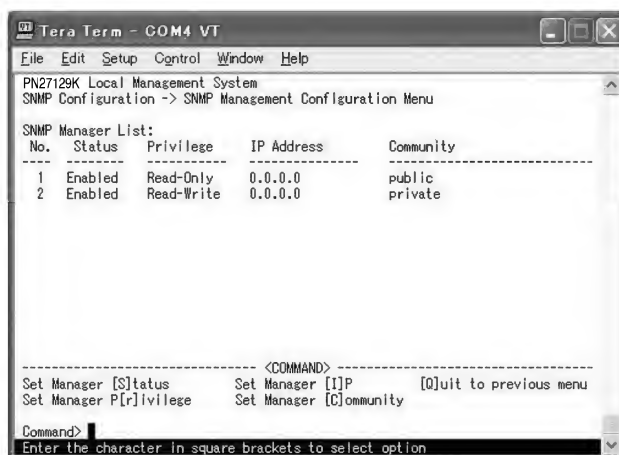 Tera Term - COM4 VT
File Edit Setup Control Window Help
PN27129K Local Management System
SNMP Configuration -> SNMP Management Configuration Menu
SNMP Manager List:
No. Status Privilege IP Address Community
---- -------- ------------ --------------- --------------------------------
1 Enabled Read-Only 0.0.0.0 public
2 Enabled Read-Write 0.0.0.0 private
------------------------------------ <COMMAND> ------------------------------------
Set Manager [S]tatus Set Manager [I]P [Q]uit to previous menu
Set Manager P[r]ivilege Set Manager [C]ommunity
Command>
Enter the character in square brackets to select option